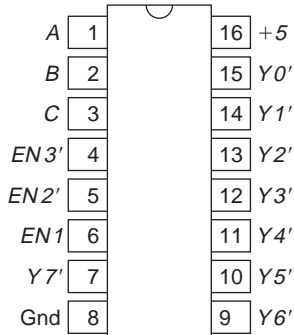 A 1 16 +5
B 2 15 Y0'
C 3 14 Y1'
EN3' 4 13 Y2'
EN2' 5 12 Y3'
EN1 6 11 Y4'
Y7' 7 10 Y5'
Gnd 8 9 Y6'